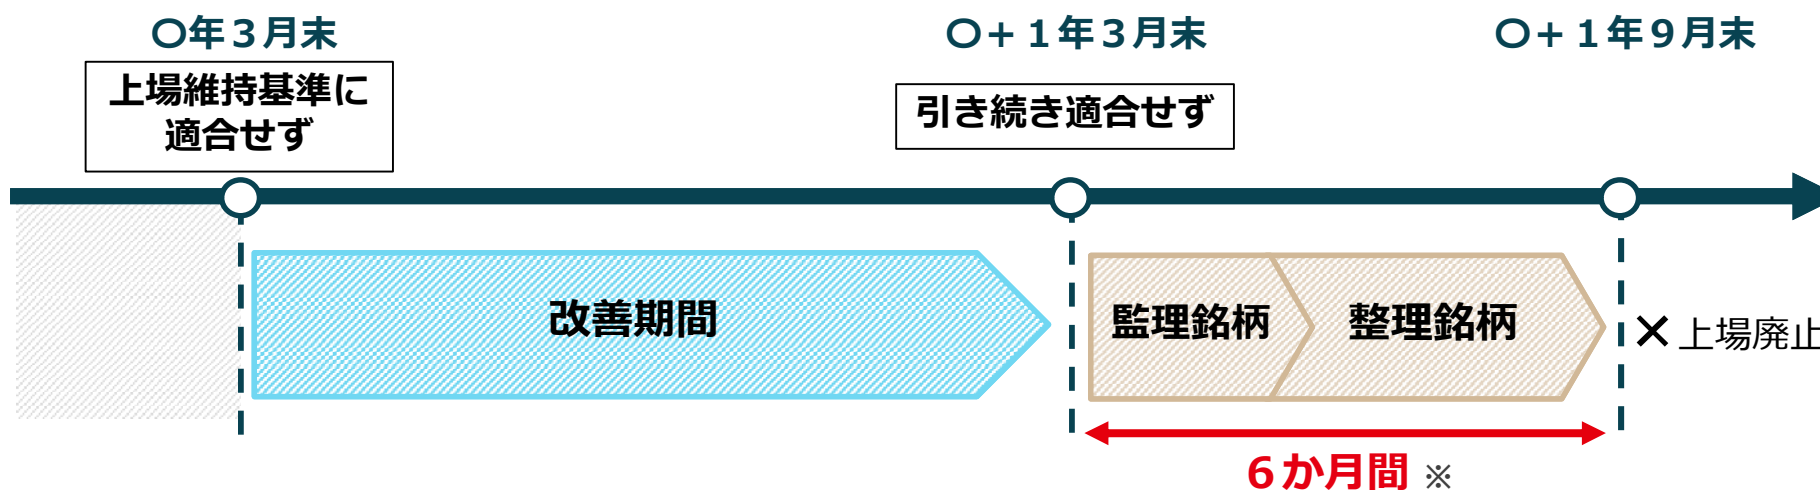 〇年３月末
〇+１年３月末
〇+１年９月末
上場維持基準に
適合せず
引き続き適合せず
改善期間
監理銘柄
整理銘柄
×上場廃止
６か月間 ※